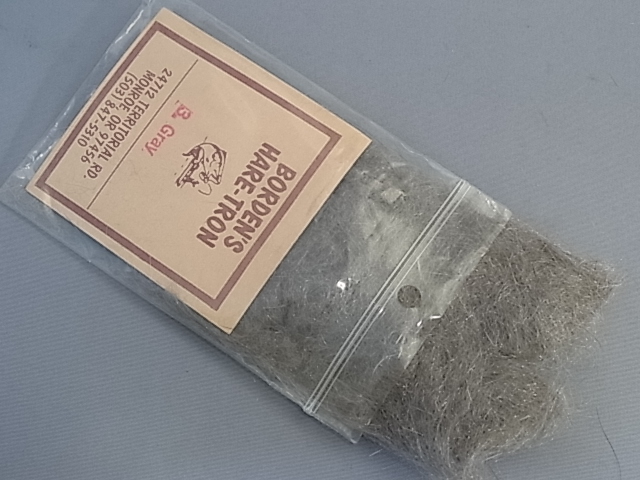 BORDEN'S
HARE-TRON
B. Gray
24712 TERRITORIAL RD.
MONROE OR 97456
(503) 847-5310